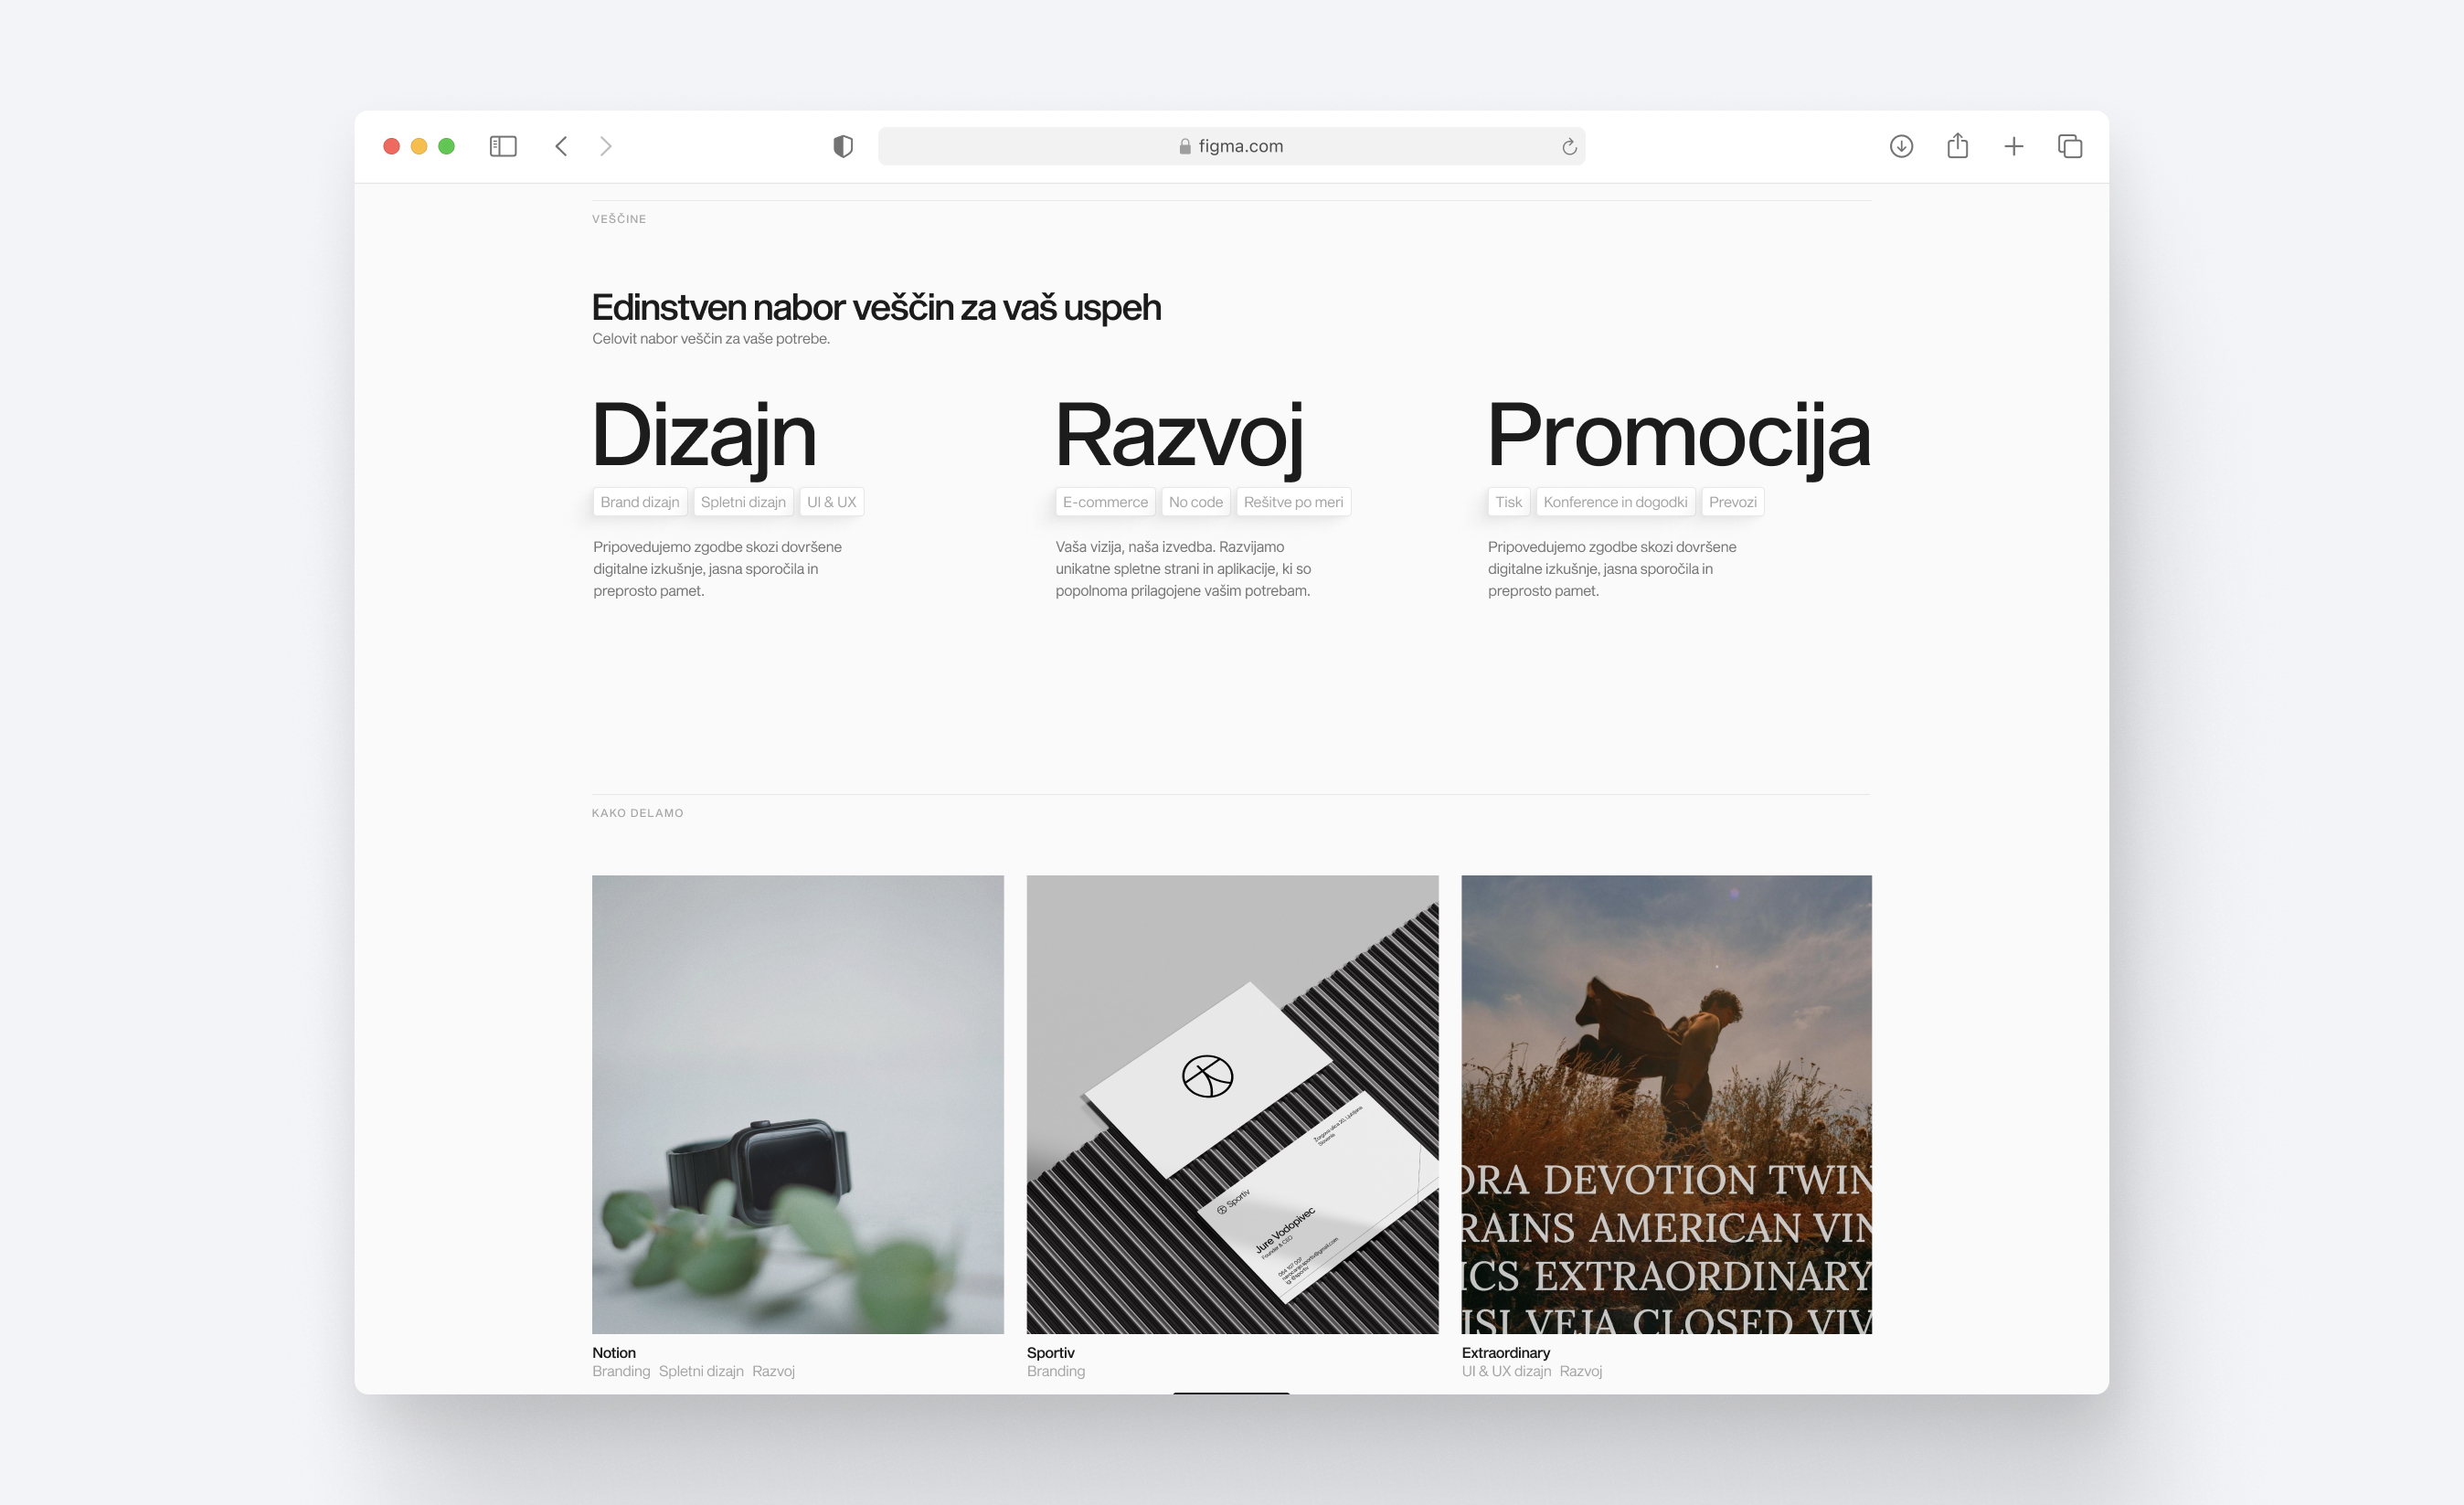 figma.com
VEŠČINE
Edinstven nabor veščin za vaš uspeh
Celovit nabor veščin za vaše potrebe.
Dizajn
Brand dizajn Spletni dizajn UI & UX
Pripovedujemo zgodbe skozi dovršene
digitalne izkušnje, jasna sporočila in
preprosto pamet.
Razvoj
E-commerce No code Rešitve po meri
Vaša vizija, naša izvedba. Razvijamo
unikatne spletne strani in aplikacije, ki so
popolnoma prilagojene vašim potrebam.
Promocija
Tisk Konference in dogodki Prevozi
Pripovedujemo zgodbe skozi dovršene
digitalne izkušnje, jasna sporočila in
preprosto pamet.
KAKO DELAMO
Slovenia
Sportiv
Jure Vodopivec
Founder & CEO
ORA DEVOTION TWIN
RAINS AMERICAN VIN
ICS EXTRAORDINARY
ISI VEJA CLOSED VIV
Notion
Branding Spletni dizajn Razvoj
Sportiv
Branding
Extraordinary
UI & UX dizajn Razvoj